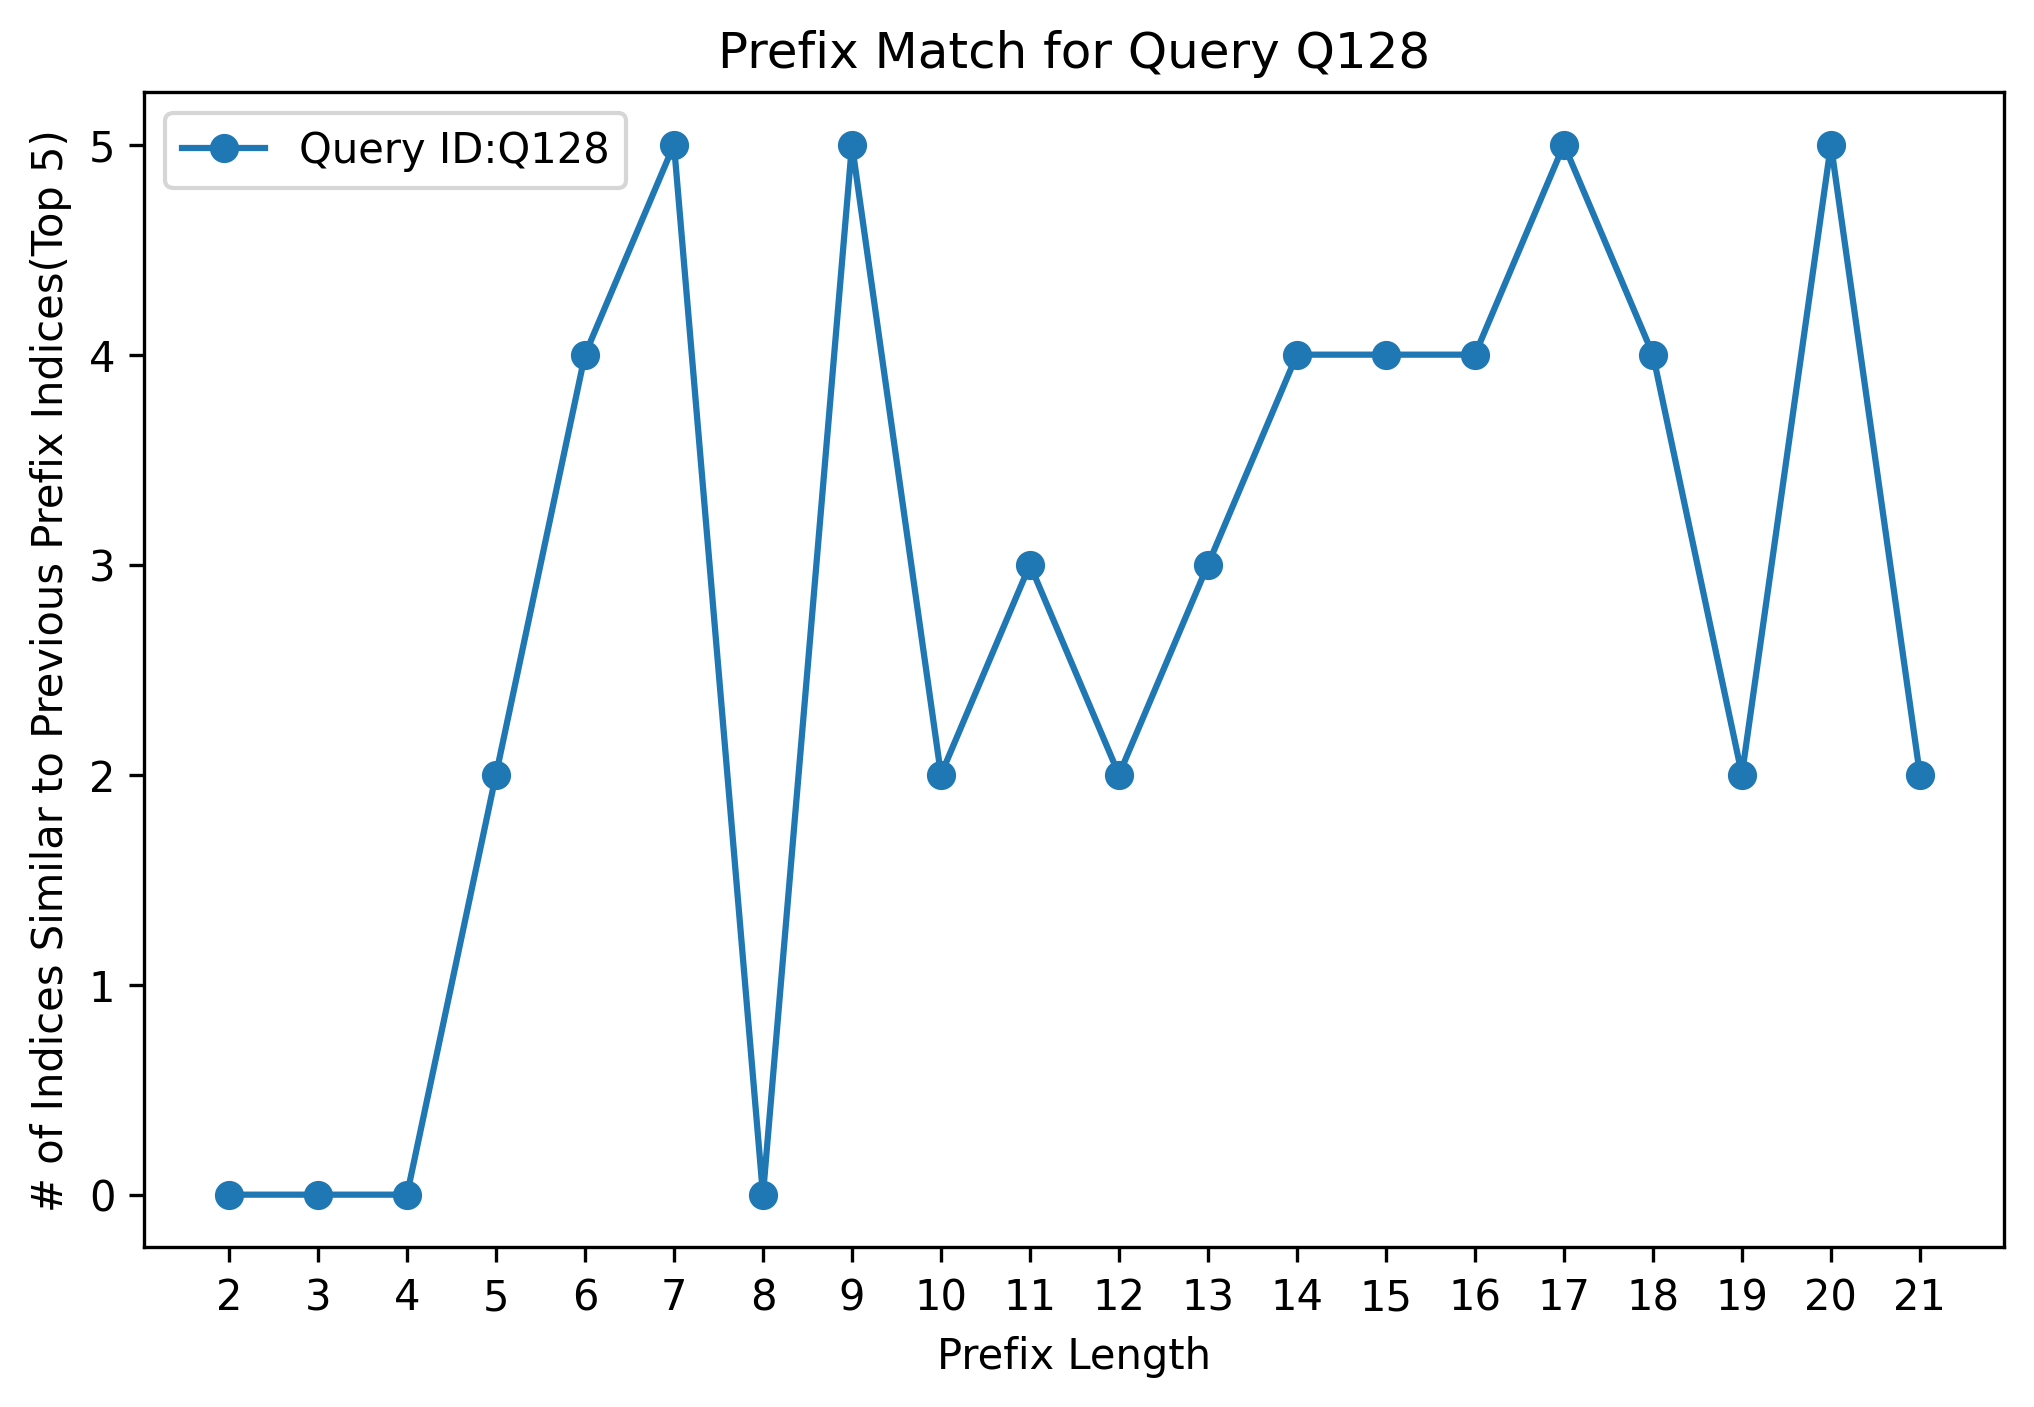 Prefix Match for Query Q128
Query ID:Q128
# of Indices Similar to Previous Prefix Indices(Top 5)
5
4
3
2
1
0
2 3 4 5 6 7 8 9 10 11 12 13 14 15 16 17 18 19 20 21
Prefix Length